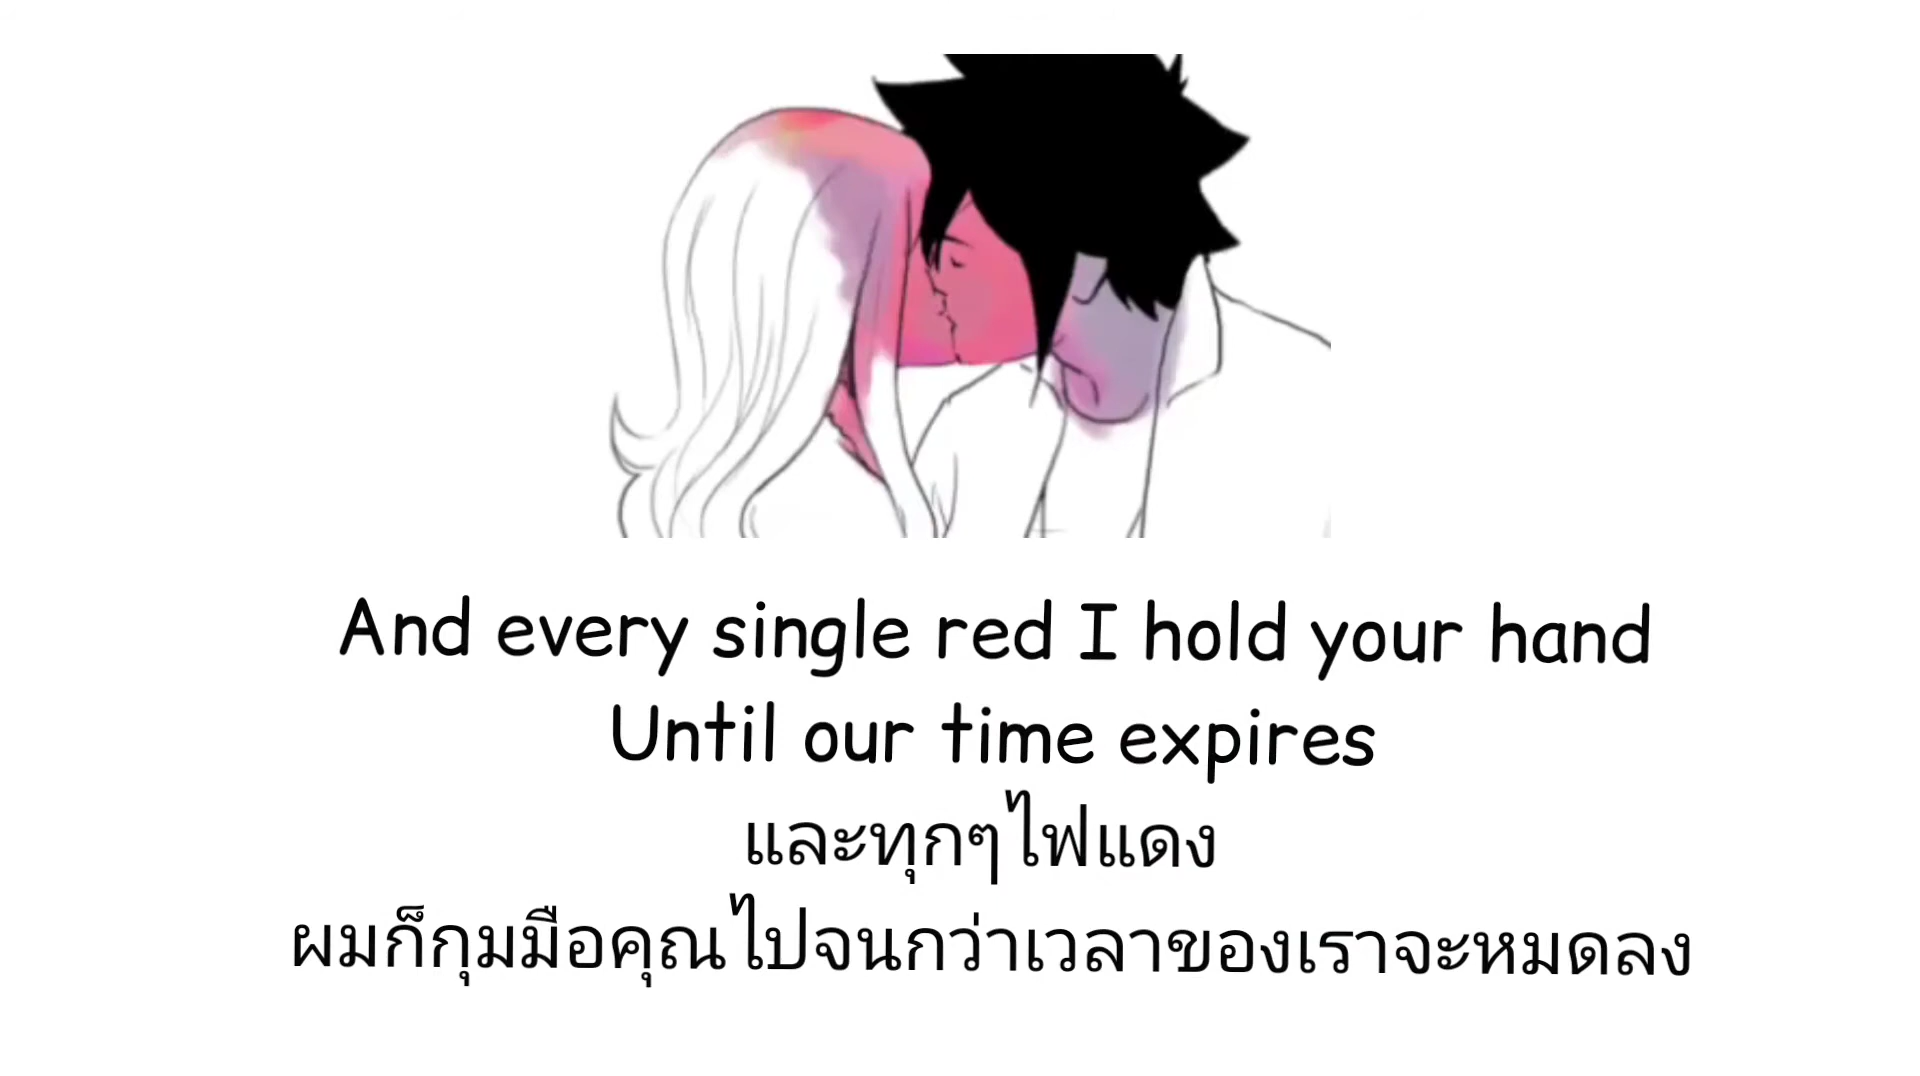 And every single red I hold your hand
Until our time expires
และทุกๆไฟแดง
ผมก็กุมมือคุณไปจนกว่าเวลาของเราจะหมดลง